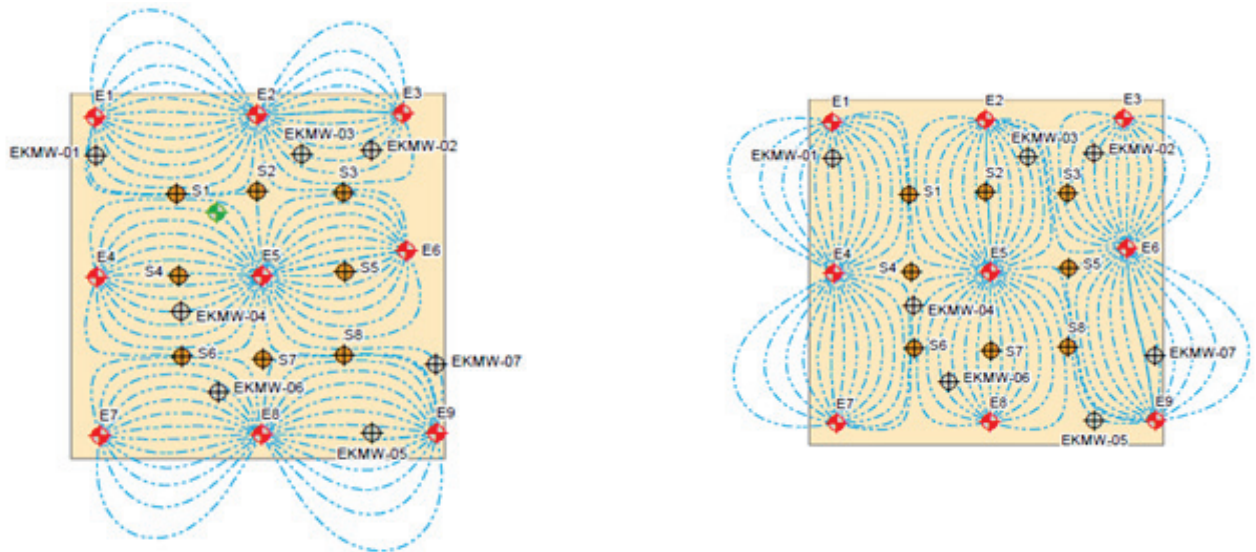 E1
E2
E3
EKMW-01
EKMW-03
EKMW-02
S1
S2
S3
E4
E5
E6
S4
S5
EKMW-04
S6
S7
S8
EKMW-07
EKMW-06
E7
E8
E9
EKMW-05
E1
E2
E3
EKMW-01
EKMW-03
EKMW-02
S1
S2
S3
E4
E5
E6
S4
S5
EKMW-04
S6
S7
S8
EKMW-07
EKMW-06
E7
E8
E9
EKMW-05